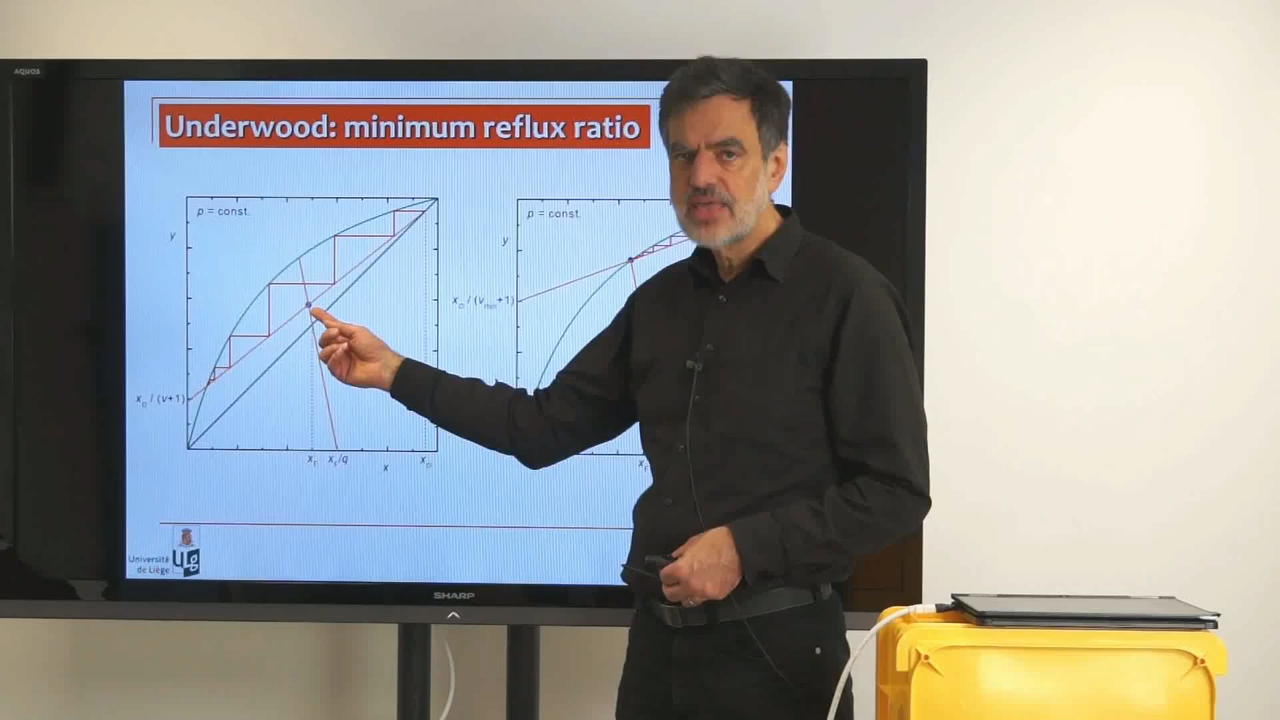 AQUOS
Underwood: minimum reflux ratio
p = const.
y
x_D / (v+1)
x_F x_F/q x x_D
p = const.
y
x_D / (v_min+1)
x_F
Université
de Liège
ULg
SHARP